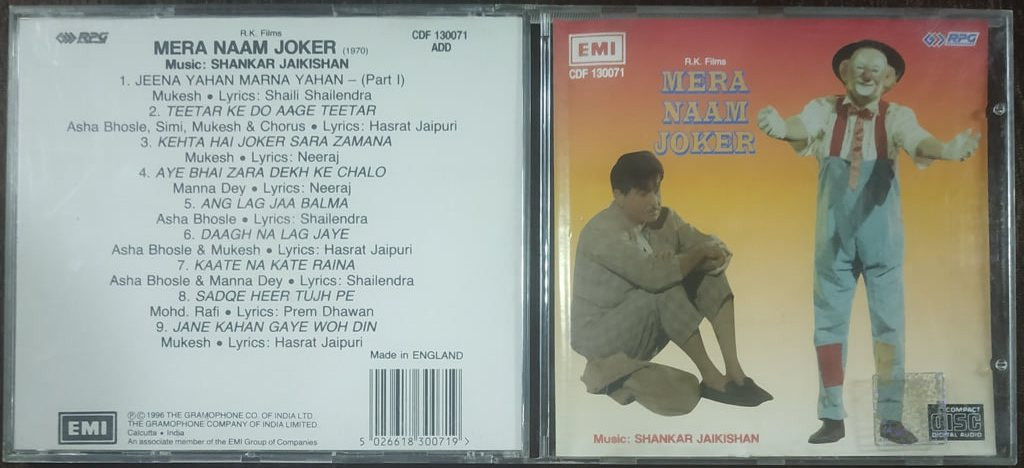 RPG
R.K. Films
MERA NAAM JOKER (1970)
CDF 130071
ADD
Music: SHANKAR JAIKISHAN
1. JEENA YAHAN MARNA YAHAN – (Part I)
Mukesh • Lyrics: Shaili Shailendra
2. TEETAR KE DO AAGE TEETAR
Asha Bhosle, Simi, Mukesh & Chorus • Lyrics: Hasrat Jaipuri
3. KEHTA HAI JOKER SARA ZAMANA
Mukesh • Lyrics: Neeraj
4. AYE BHAI ZARA DEKH KE CHALO
Manna Dey • Lyrics: Neeraj
5. ANG LAG JAA BALMA
Asha Bhosle • Lyrics: Shailendra
6. DAAGH NA LAG JAYE
Asha Bhosle & Mukesh • Lyrics: Hasrat Jaipuri
7. KAATE NA KATE RAINA
Asha Bhosle & Manna Dey • Lyrics: Shailendra
8. SADQE HEER TUJH PE
Mohd. Rafi • Lyrics: Prem Dhawan
9. JANE KAHAN GAYE WOH DIN
Mukesh • Lyrics: Hasrat Jaipuri
Made in ENGLAND
EMI
Ⓟ© 1996 THE GRAMOPHONE CO. OF INDIA LTD.
THE GRAMOPHONE COMPANY OF INDIA LIMITED.
Calcutta • India
An associate member of the EMI Group of Companies
5 026618 300719 >
EMI
CDF 130071
RPG
R.K. Films
MERA
NAAM
JOKER
Music: SHANKAR JAIKISHAN
COMPACT
disc
DIGITAL AUDIO